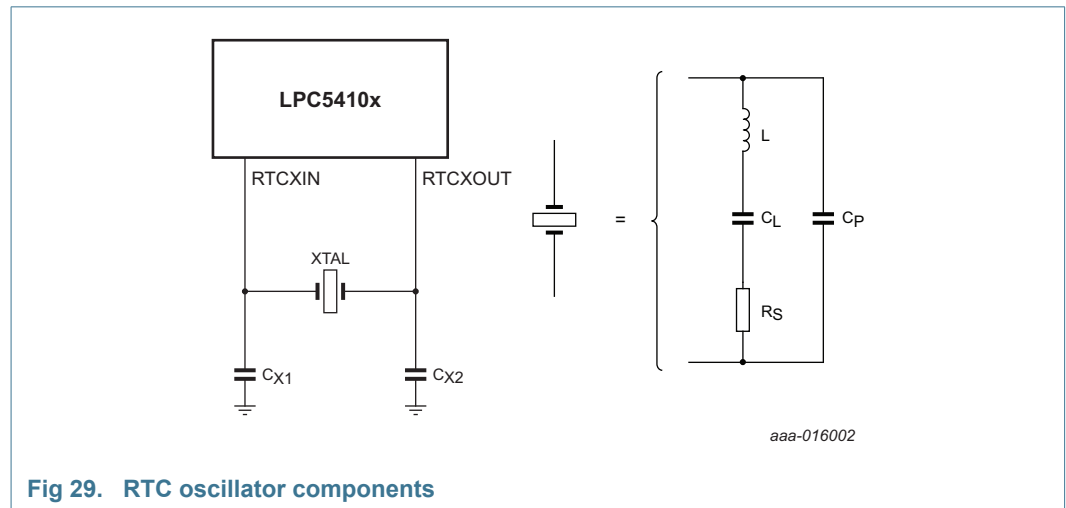 LPC5410x
RTCXIN
RTCXOUT
XTAL
CX1
CX2
=
L
CL
CP
RS
aaa-016002
Fig 29. RTC oscillator components